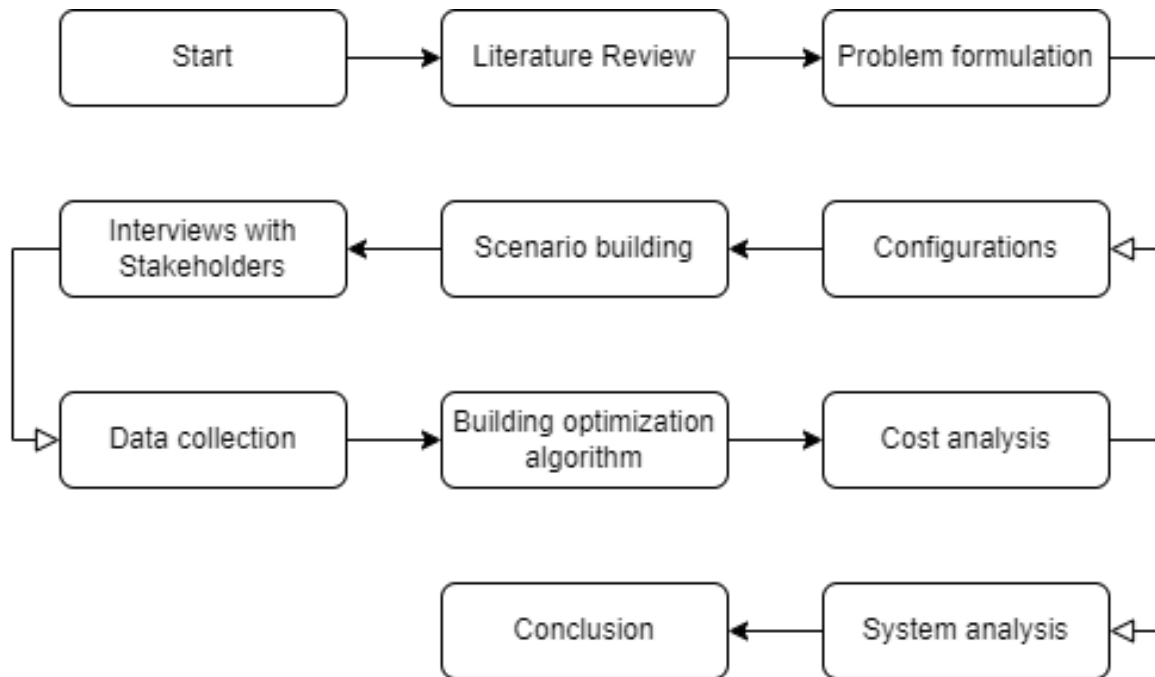 Start
Literature Review
Problem formulation
Interviews with
Stakeholders
Scenario building
Configurations
Data collection
Building optimization
algorithm
Cost analysis
Conclusion
System analysis